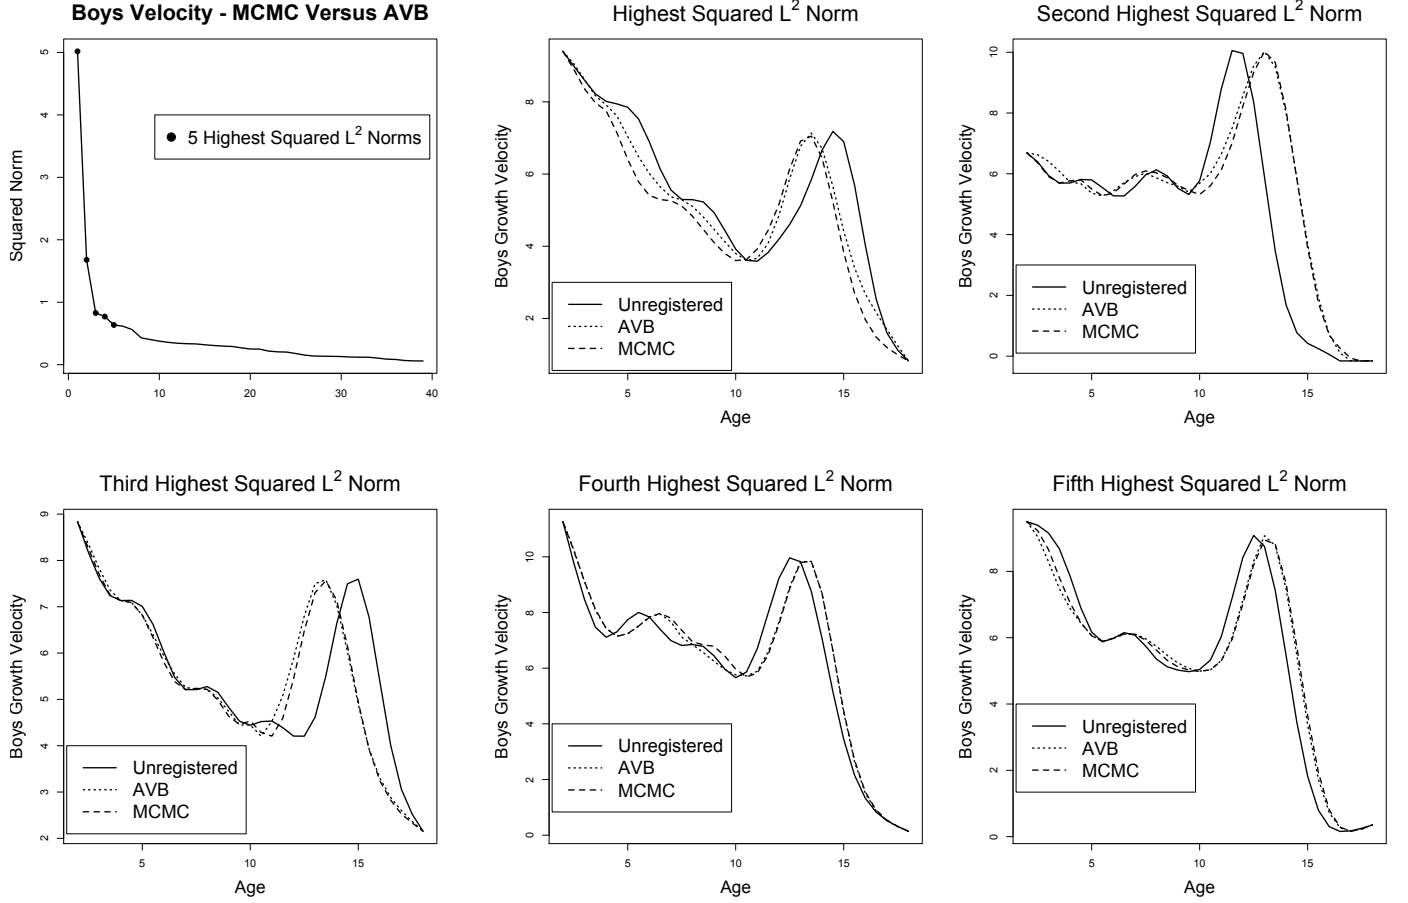 Boys Velocity - MCMC Versus AVB
Squared Norm
5
4
3
2
1
0
5 Highest Squared L² Norms
0 10 20 30 40
Highest Squared L² Norm
Boys Growth Velocity
8
6
4
2
Unregistered
AVB
MCMC
5 10 15
Age
Second Highest Squared L² Norm
Boys Growth Velocity
10
8
6
4
2
0
Unregistered
AVB
MCMC
5 10 15
Age
Third Highest Squared L² Norm
Boys Growth Velocity
9
8
7
6
5
4
3
2
Unregistered
AVB
MCMC
5 10 15
Age
Fourth Highest Squared L² Norm
Boys Growth Velocity
10
8
6
4
2
0
Unregistered
AVB
MCMC
5 10 15
Age
Fifth Highest Squared L² Norm
Boys Growth Velocity
8
6
4
2
0
Unregistered
AVB
MCMC
5 10 15
Age